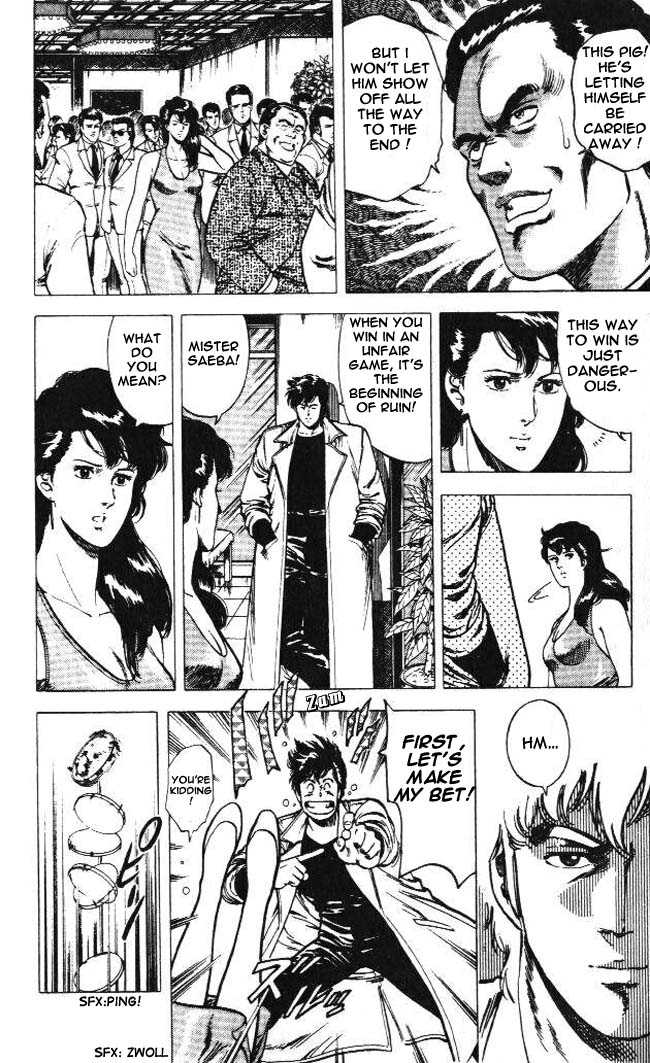 THIS PIG!
HE'S
LETTING
HIMSELF
BE
CARRIED
AWAY !
BUT I
WON'T LET
HIM SHOW
OFF ALL
THE WAY
TO THE
END !
THIS WAY
TO WIN IS
JUST
DANGER-
OUS.
WHEN YOU
WIN IN AN
UNFAIR
GAME, IT'S
THE
BEGINNING
OF RUIN!
MISTER
SAEBA!
WHAT
DO
YOU
MEAN?
HM...
Zom
FIRST,
LET'S
MAKE
MY BET!
YOU'RE
KIDDING
!
SFX:PING!
SFX: ZWOLL